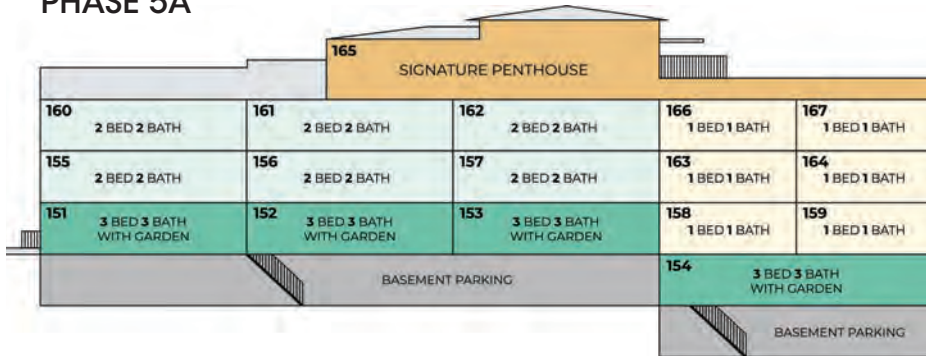 PHASE 5A
165
SIGNATURE PENTHOUSE
160
2 BED 2 BATH
161
2 BED 2 BATH
162
2 BED 2 BATH
166
1 BED 1 BATH
167
1 BED 1 BATH
155
2 BED 2 BATH
156
2 BED 2 BATH
157
2 BED 2 BATH
163
1 BED 1 BATH
164
1 BED 1 BATH
151
3 BED 3 BATH
WITH GARDEN
152
3 BED 3 BATH
WITH GARDEN
153
3 BED 3 BATH
WITH GARDEN
158
1 BED 1 BATH
159
1 BED 1 BATH
BASEMENT PARKING
154
3 BED 3 BATH
WITH GARDEN
BASEMENT PARKING